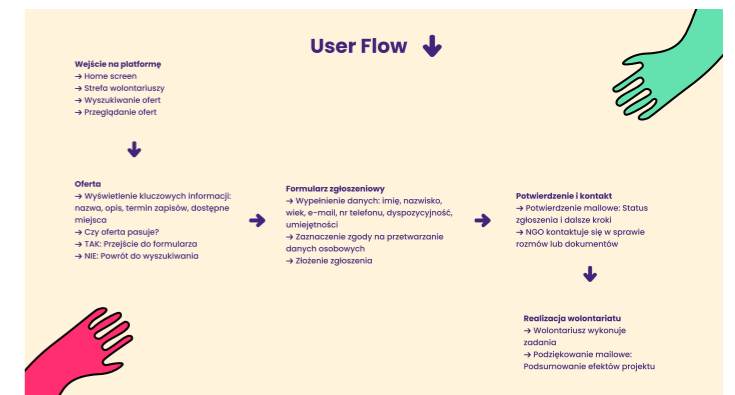 User Flow
Wejście na platformę
→ Home screen
→ Strefa wolontariuszy
→ Wyszukiwanie ofert
→ Przeglądanie ofert
Oferta
→ Wyświetlenie kluczowych informacji:
nazwa, opis, termin zapisów, dostępne
miejsca
→ Czy oferta pasuje?
→ TAK: Przejście do formularza
→ NIE: Powrót do wyszukiwania
Formularz zgłoszeniowy
→ Wypełnienie danych: imię, nazwisko,
wiek, e-mail, nr telefonu, dyspozycyjność,
umiejętności
→ Zaznaczenie zgody na przetwarzanie
danych osobowych
→ Złożenie zgłoszenia
Potwierdzenie i kontakt
→ Potwierdzenie mailowe: Status
zgłoszenia i dalsze kroki
→ NGO kontaktuje się w sprawie
rozmów lub dokumentów
Realizacja wolontariatu
→ Wolontariusz wykonuje
zadania
→ Podziękowanie mailowe:
Podsumowanie efektów projektu